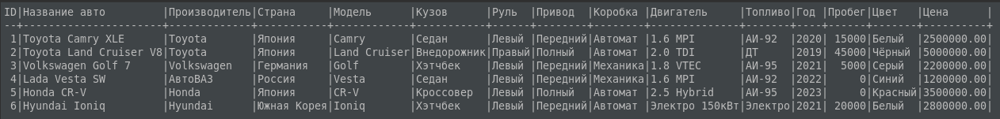 ID|Название авто         |Производитель|Страна     |Модель      |Кузов      |Руль  |Привод  |Коробка |Двигатель     |Топливо|Год |Пробег|Цвет   |Цена      |
--+----------------------+-------------+-----------+------------+-----------+------+--------+--------+--------------+-------+----+------+-------+----------+
 1|Toyota Camry XLE      |Toyota       |Япония     |Camry       |Седан      |Левый |Передний|Автомат |1.6 MPI       |АИ-92  |2020| 15000|Белый  |2500000.00|
 2|Toyota Land Cruiser V8|Toyota       |Япония     |Land Cruiser|Внедорожник|Правый|Полный  |Автомат |2.0 TDI       |ДТ     |2019| 45000|Чёрный |5000000.00|
 3|Volkswagen Golf 7     |Volkswagen   |Германия   |Golf        |Хэтчбек    |Левый |Передний|Механика|1.8 VTEC      |АИ-95  |2021|  5000|Серый  |2200000.00|
 4|Lada Vesta SW         |АвтоВАЗ      |Россия     |Vesta       |Седан      |Левый |Передний|Механика|1.6 MPI       |АИ-92  |2022|     0|Синий  |1200000.00|
 5|Honda CR-V            |Honda        |Япония     |CR-V        |Кроссовер  |Левый |Полный  |Автомат |2.5 Hybrid    |АИ-95  |2023|     0|Красный|3500000.00|
 6|Hyundai Ioniq         |Hyundai      |Южная Корея|Ioniq       |Хэтчбек    |Левый |Передний|Автомат |Электро 150кВт|Электро|2021| 20000|Белый  |2800000.00|